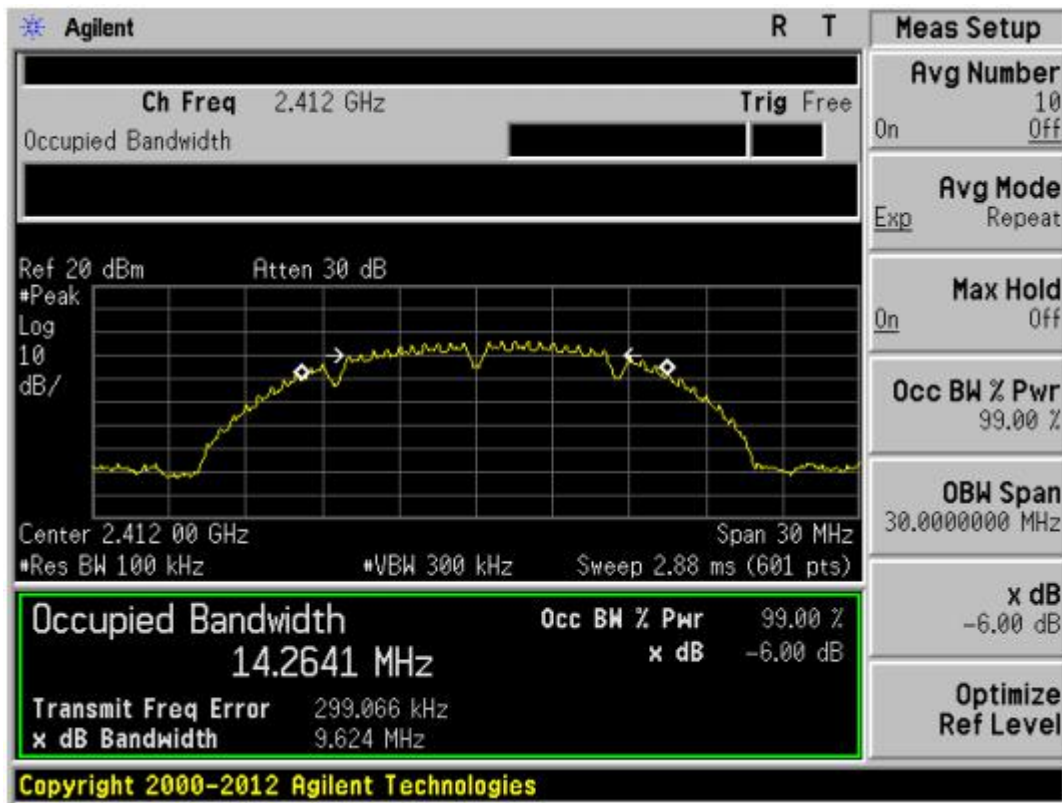 Agilent
R T
Ch Freq 2.412 GHz Trig Free
Occupied Bandwidth
Ref 20 dBm Atten 30 dB
#Peak
Log
10
dB/
Center 2.412 00 GHz Span 30 MHz
#Res BW 100 kHz #VBW 300 kHz Sweep 2.88 ms (601 pts)
Occupied Bandwidth
14.2641 MHz
Occ BW % Pwr 99.00 %
x dB -6.00 dB
Transmit Freq Error 299.066 kHz
x dB Bandwidth 9.624 MHz
Copyright 2000-2012 Agilent Technologies
Meas Setup
Avg Number
10
On Off
Avg Mode
Exp Repeat
Max Hold
On Off
Occ BW % Pwr
99.00 %
OBW Span
30.0000000 MHz
x dB
-6.00 dB
Optimize
Ref Level